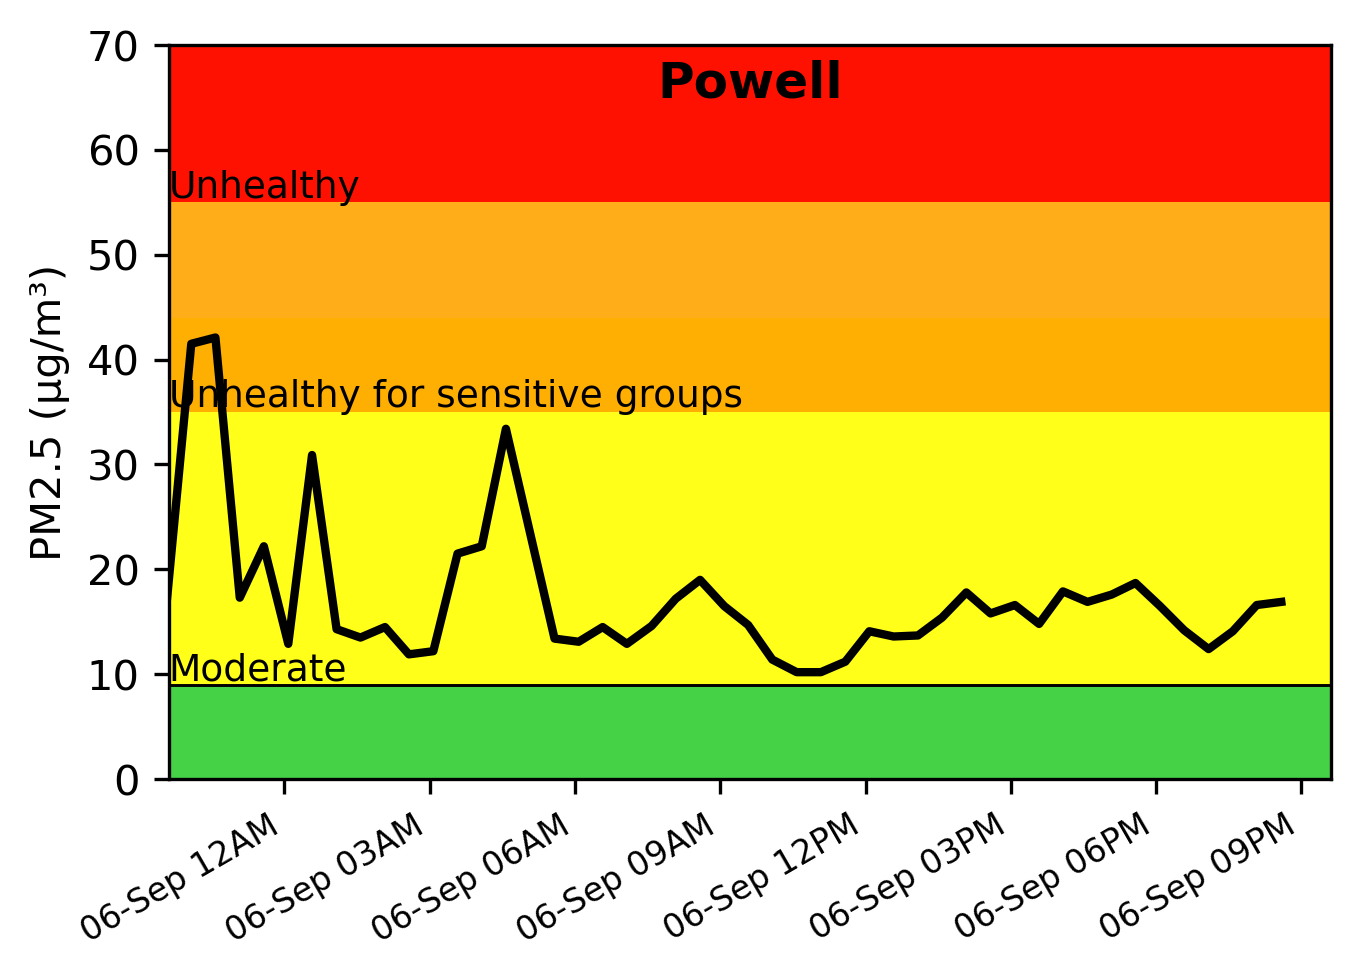 Powell
70
60
50
40
30
20
10
0
PM2.5 (µg/m³)
Unhealthy
Unhealthy for sensitive groups
Moderate
06-Sep 12AM
06-Sep 03AM
06-Sep 06AM
06-Sep 09AM
06-Sep 12PM
06-Sep 03PM
06-Sep 06PM
06-Sep 09PM